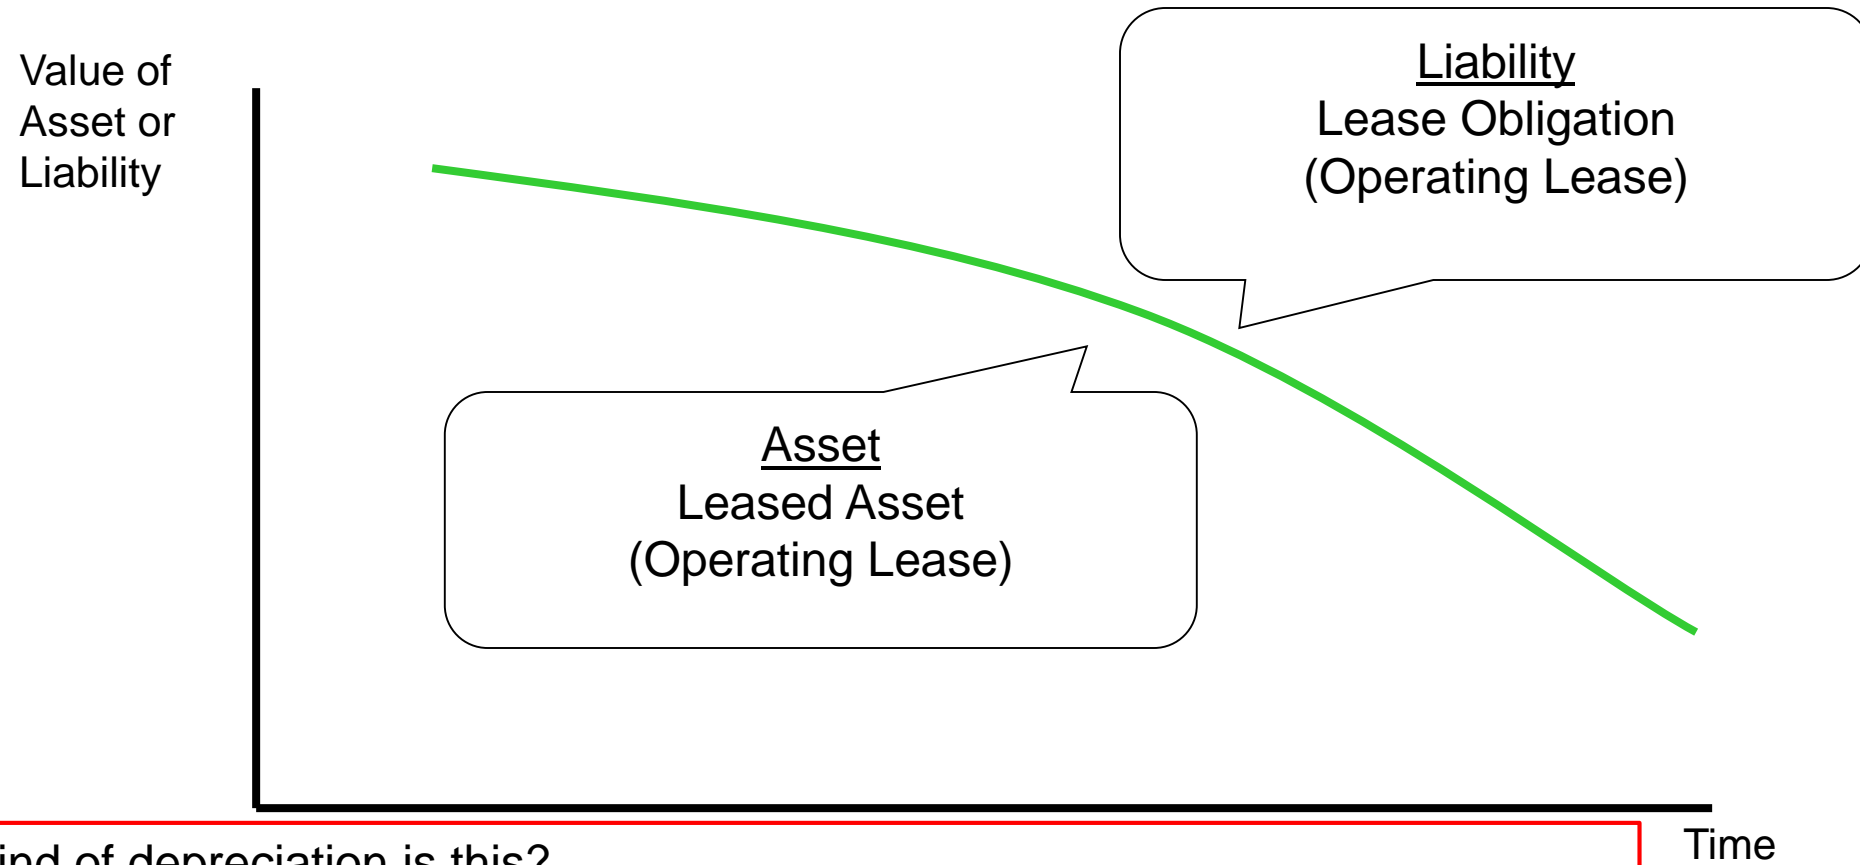 Value of
Asset or
Liability
Liability
Lease Obligation
(Operating Lease)
Asset
Leased Asset
(Operating Lease)
Time
of depreciation is this?